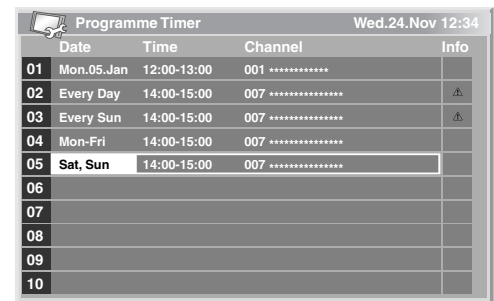 Programme Timer Wed.24.Nov 12:34
Date Time Channel Info
01 Mon.05.Jan 12:00-13:00 001 ************
02 Every Day 14:00-15:00 007 ***************
03 Every Sun 14:00-15:00 007 ***************
04 Mon-Fri 14:00-15:00 007 ***************
05 Sat, Sun 14:00-15:00 007 ***************
06
07
08
09
10